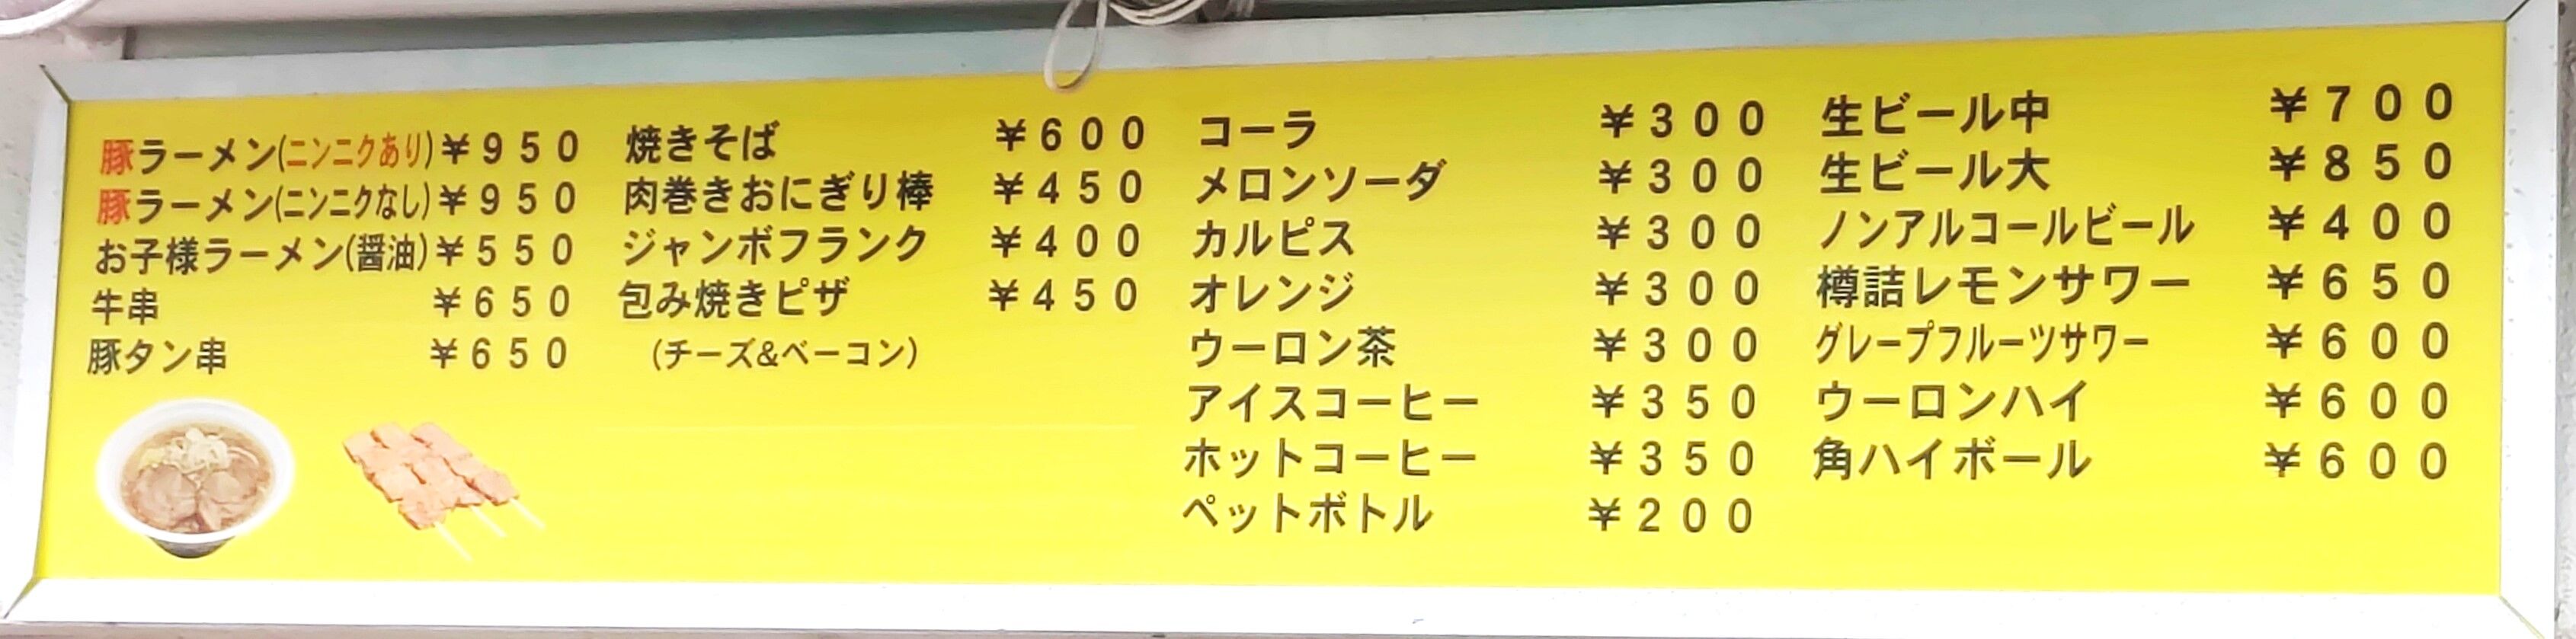 豚ラーメン(ニンニクあり) ¥950
豚ラーメン(ニンニクなし) ¥950
お子様ラーメン(醤油) ¥550
牛串 ¥650
豚タン串 ¥650
焼きそば ¥600
肉巻きおにぎり棒 ¥450
ジャンボフランク ¥400
包み焼きピザ ¥450
(チーズ&ベーコン)
コーラ ¥300
メロンソーダ ¥300
カルピス ¥300
オレンジ ¥300
ウーロン茶 ¥300
アイスコーヒー ¥350
ホットコーヒー ¥350
ペットボトル ¥200
生ビール中 ¥700
生ビール大 ¥850
ノンアルコールビール ¥400
樽詰レモンサワー ¥650
グレープフルーツサワー ¥600
ウーロンハイ ¥600
角ハイボール ¥600